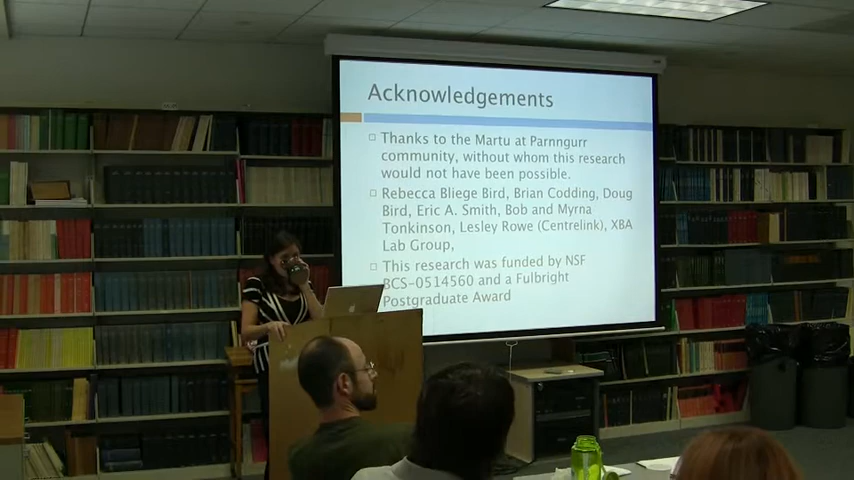 Acknowledgements
Thanks to the Martu at Parnngurr
community, without whom this research
would not have been possible.
Rebecca Bliege Bird, Brian Codding, Doug
Bird, Eric A. Smith, Bob and Myrna
Tonkinson, Lesley Rowe (Centrelink), XBA
Lab Group,
This research was funded by NSF
BCS-0514560 and a Fulbright
Postgraduate Award